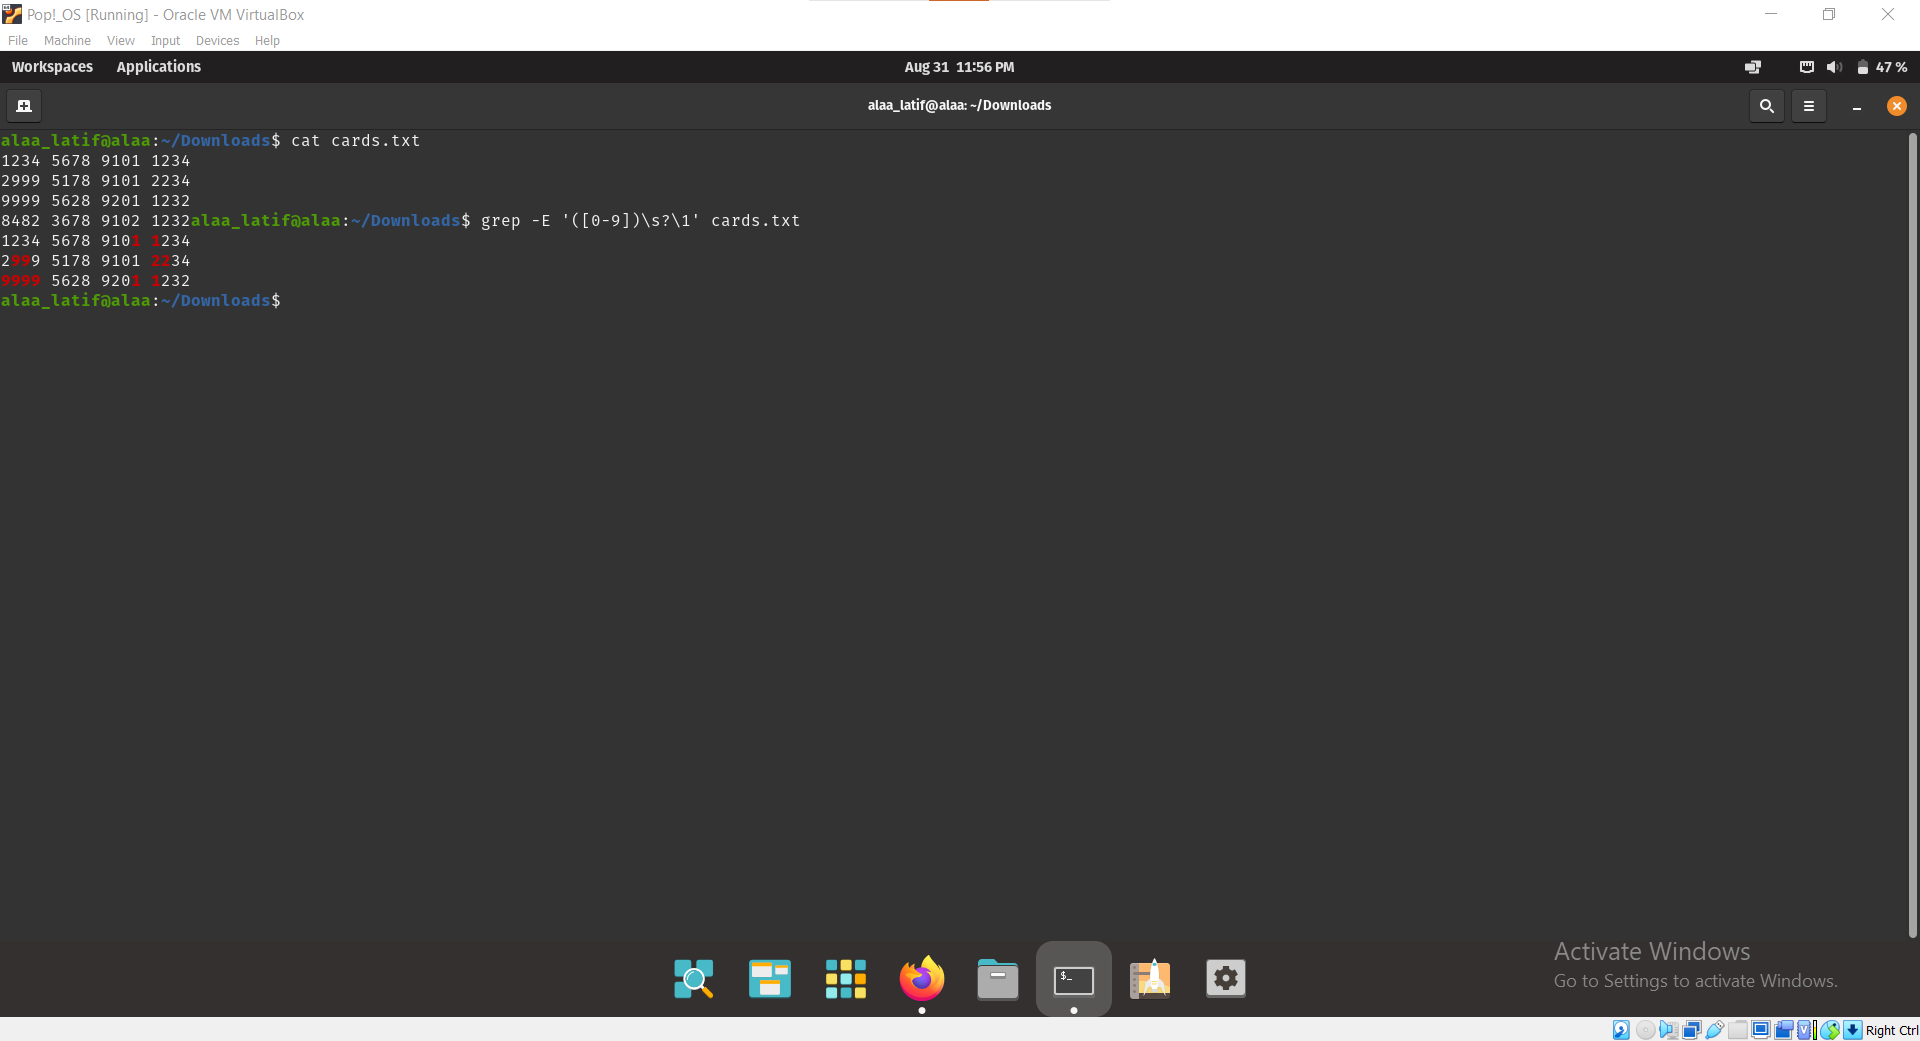 Pop!_OS [Running] - Oracle VM VirtualBox
File Machine View Input Devices Help
Workspaces Applications Aug 31 11:56 PM 47 %
alaa_latif@alaa: ~/Downloads
alaa_latif@alaa:~/Downloads$ cat cards.txt
1234 5678 9101 1234
2999 5178 9101 2234
9999 5628 9201 1232
8482 3678 9102 1232alaa_latif@alaa:~/Downloads$ grep -E '([0-9])\s?\1' cards.txt
1234 5678 9101 1234
2999 5178 9101 2234
9999 5628 9201 1232
alaa_latif@alaa:~/Downloads$
$_
Activate Windows
Go to Settings to activate Windows.
Right Ctrl